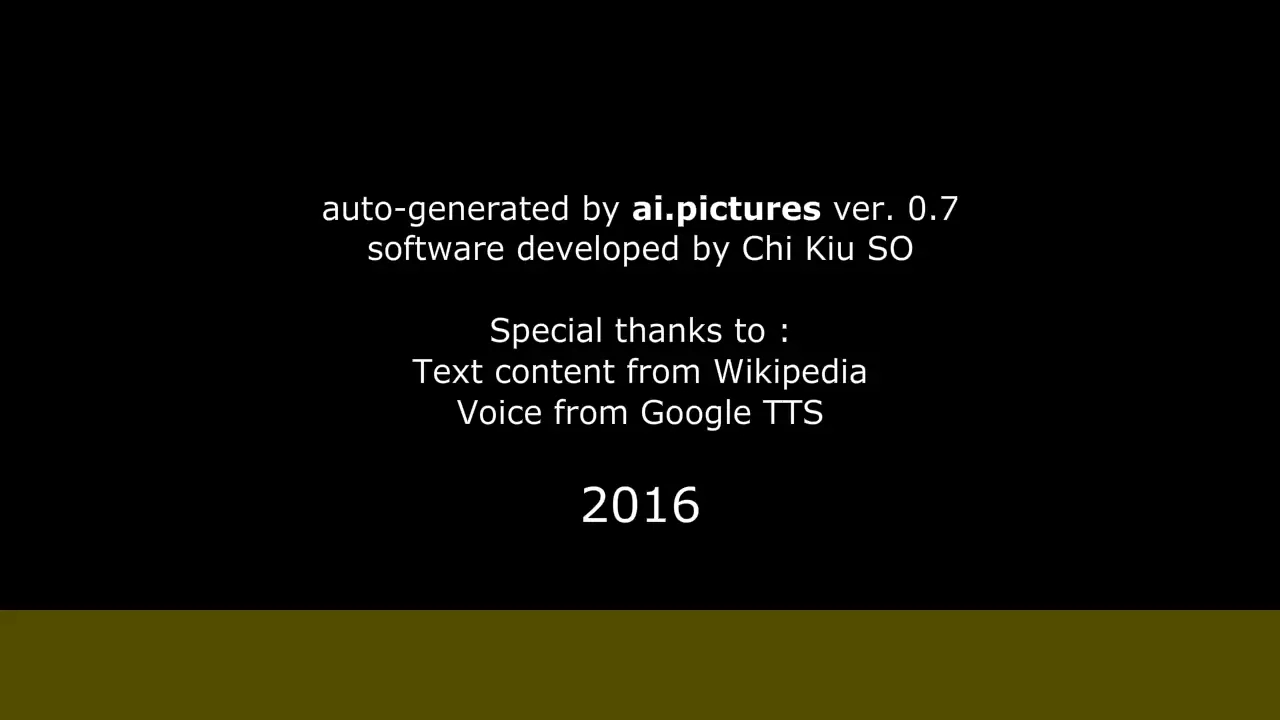 auto-generated by ai.pictures ver. 0.7
software developed by Chi Kiu SO
Special thanks to :
Text content from Wikipedia
Voice from Google TTS
2016